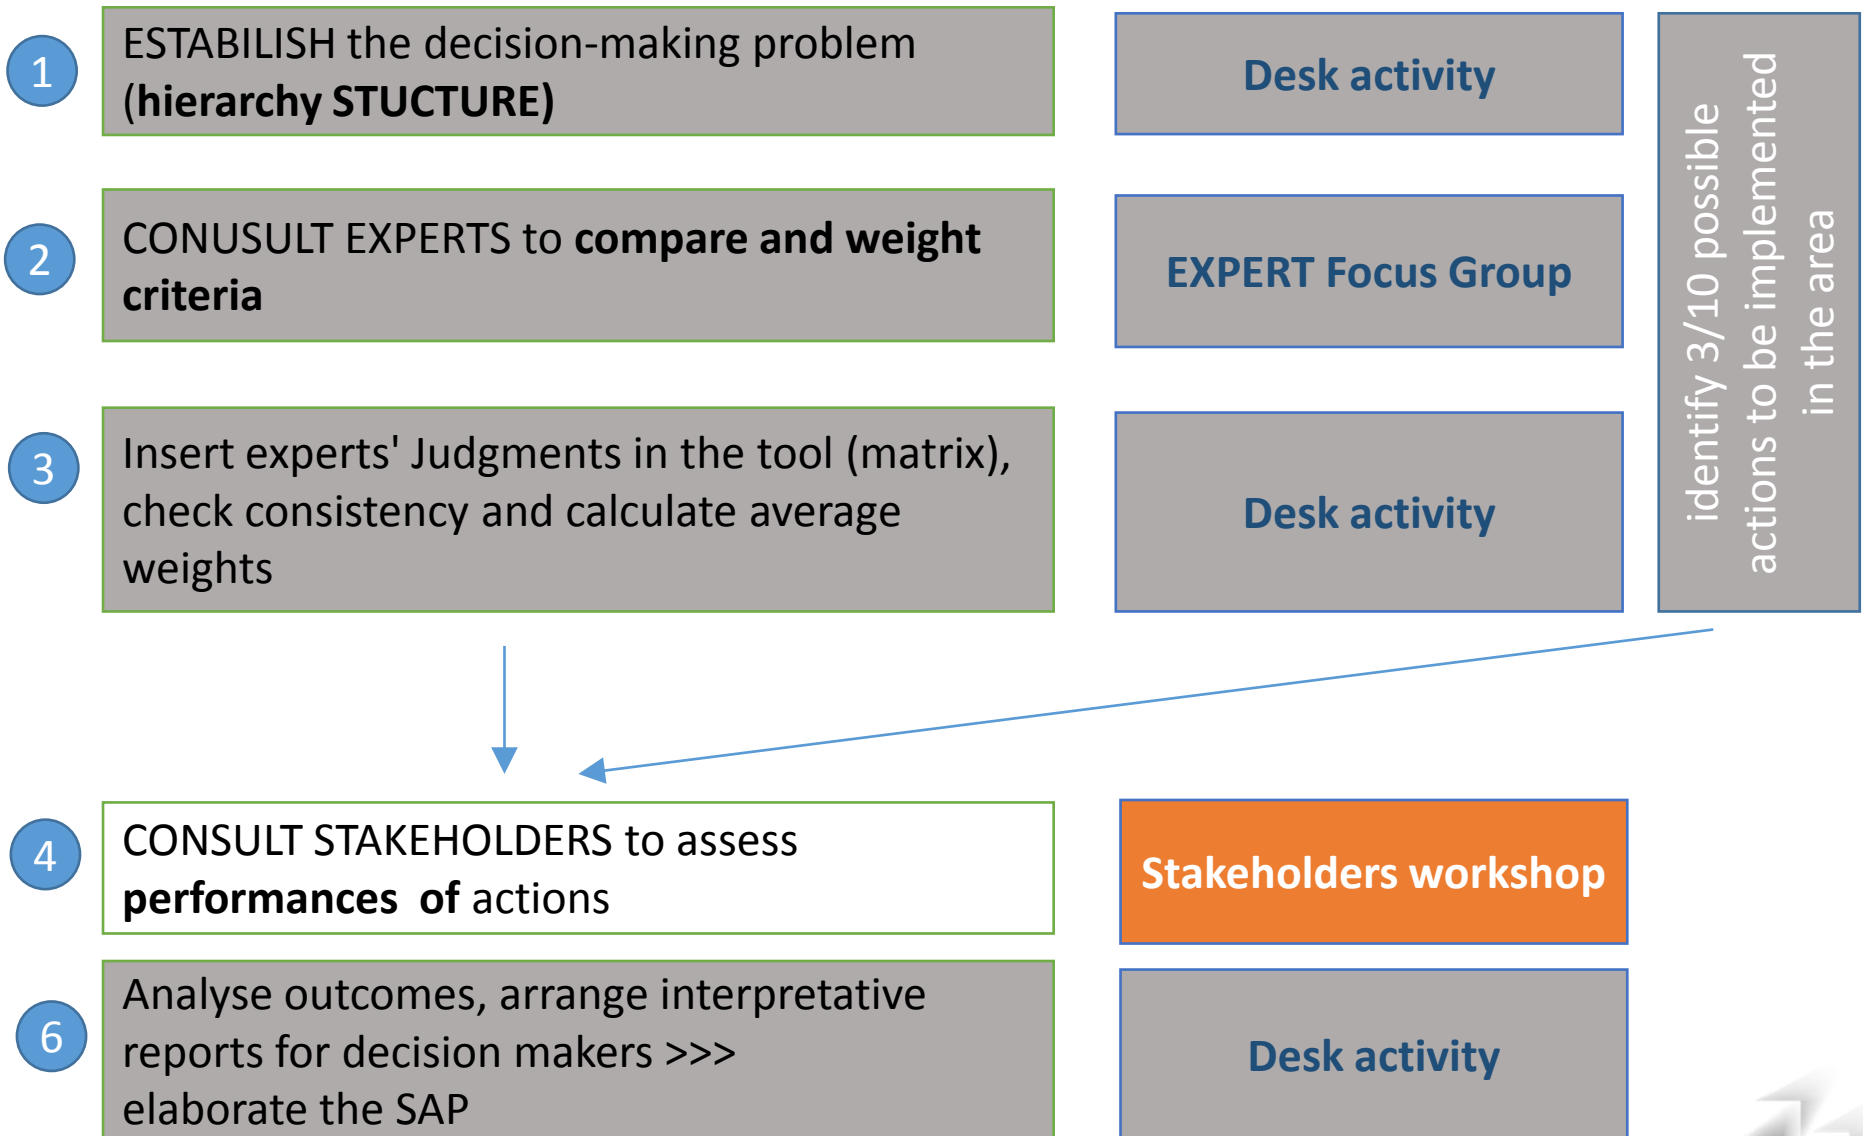 1
ESTABILISH the decision-making problem
(hierarchy STUCTURE)
Desk activity
2
CONUSULT EXPERTS to compare and weight
criteria
EXPERT Focus Group
3
Insert experts' Judgments in the tool (matrix),
check consistency and calculate average
weights
Desk activity
identify 3/10 possible
actions to be implemented
in the area
4
CONSULT STAKEHOLDERS to assess
performances of actions
Stakeholders workshop
6
Analyse outcomes, arrange interpretative
reports for decision makers >>>
elaborate the SAP
Desk activity